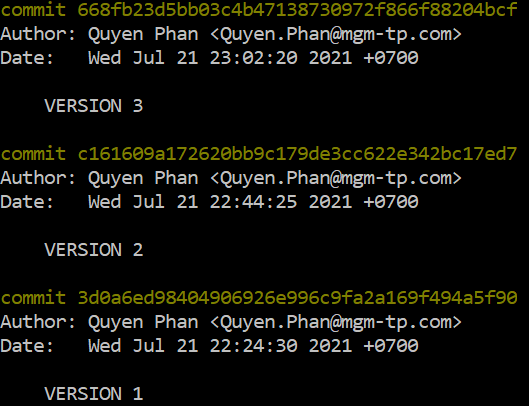 commit 668fb23d5bb03c4b47138730972f866f88204bcf
Author: Quyen Phan <Quyen.Phan@mgm-tp.com>
Date:   Wed Jul 21 23:02:20 2021 +0700
    VERSION 3
commit c161609a172620bb9c179de3cc622e342bc17ed7
Author: Quyen Phan <Quyen.Phan@mgm-tp.com>
Date:   Wed Jul 21 22:44:25 2021 +0700
    VERSION 2
commit 3d0a6ed98404906926e996c9fa2a169f494a5f90
Author: Quyen Phan <Quyen.Phan@mgm-tp.com>
Date:   Wed Jul 21 22:24:30 2021 +0700
    VERSION 1